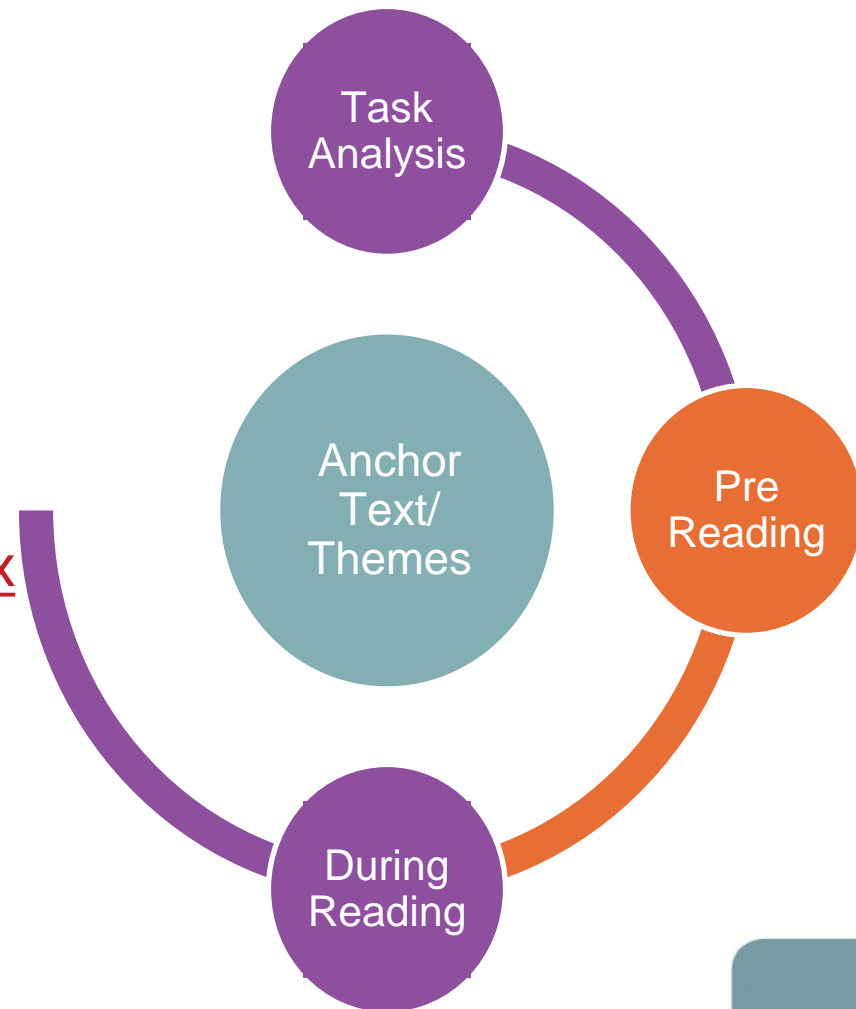 Task
Analysis
Anchor
Text/
Themes
Pre
Reading
x
During
Reading